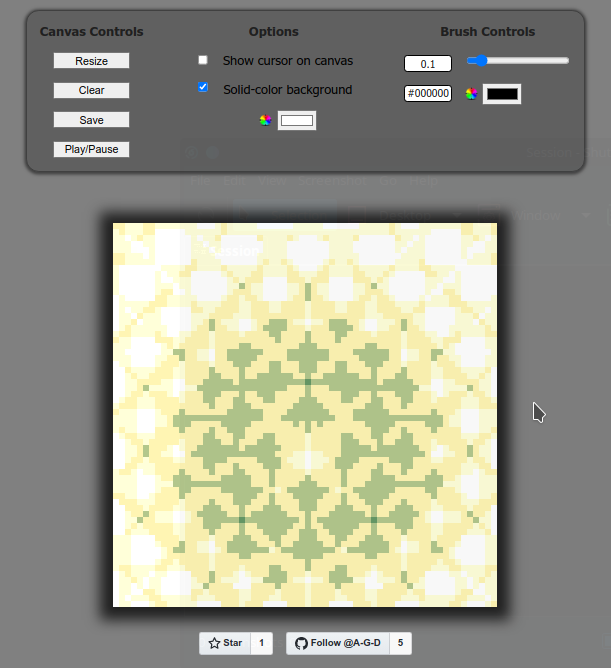 Canvas Controls
Options
Brush Controls
Resize
Show cursor on canvas
0.1
Clear
Solid-color background
#000000
Save
Play/Pause
Session
Star 1
Follow @A-G-D 5